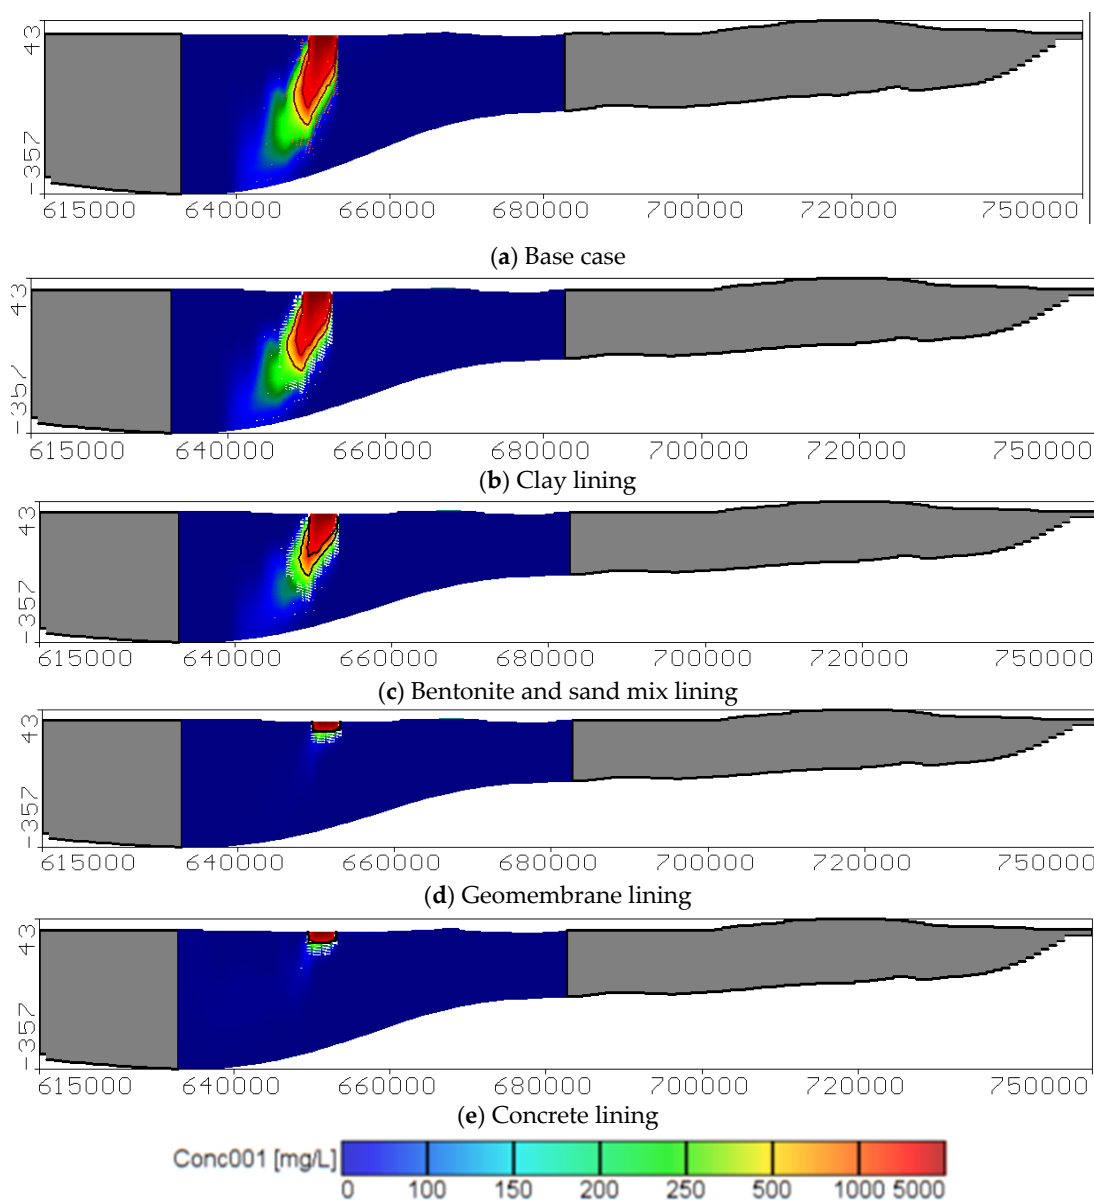 43
-357
615000 640000 660000 680000 700000 720000 750000
(a) Base case
43
-357
615000 640000 660000 680000 700000 720000 750000
(b) Clay lining
43
-357
615000 640000 660000 680000 700000 720000 750000
(c) Bentonite and sand mix lining
43
-357
615000 640000 660000 680000 700000 720000 750000
(d) Geomembrane lining
43
-357
615000 640000 660000 680000 700000 720000 750000
(e) Concrete lining
Conc001 [mg/L]
0 100 150 200 250 500 1000 5000